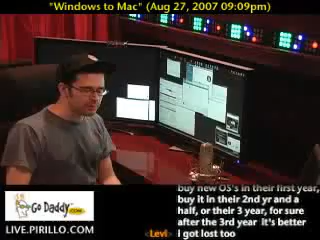 "Windows to Mac" (Aug 27, 2007 09:09pm)
Go Daddy.com
LIVE.PIRILLO.COM
buy new OS's in their first year,
buy it in their 2nd yr and a
half, or their 3 year, for sure
after the 3rd year it's better
<Levi> i got lost too